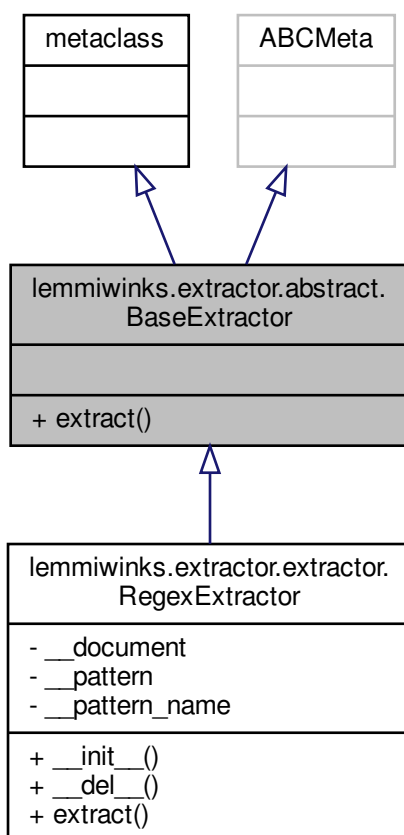 metaclass
ABCMeta
lemmiwinks.extractor.abstract.
BaseExtractor
+ extract()
lemmiwinks.extractor.extractor.
RegexExtractor
- __document
- __pattern
- __pattern_name
+ __init__()
+ __del__()
+ extract()